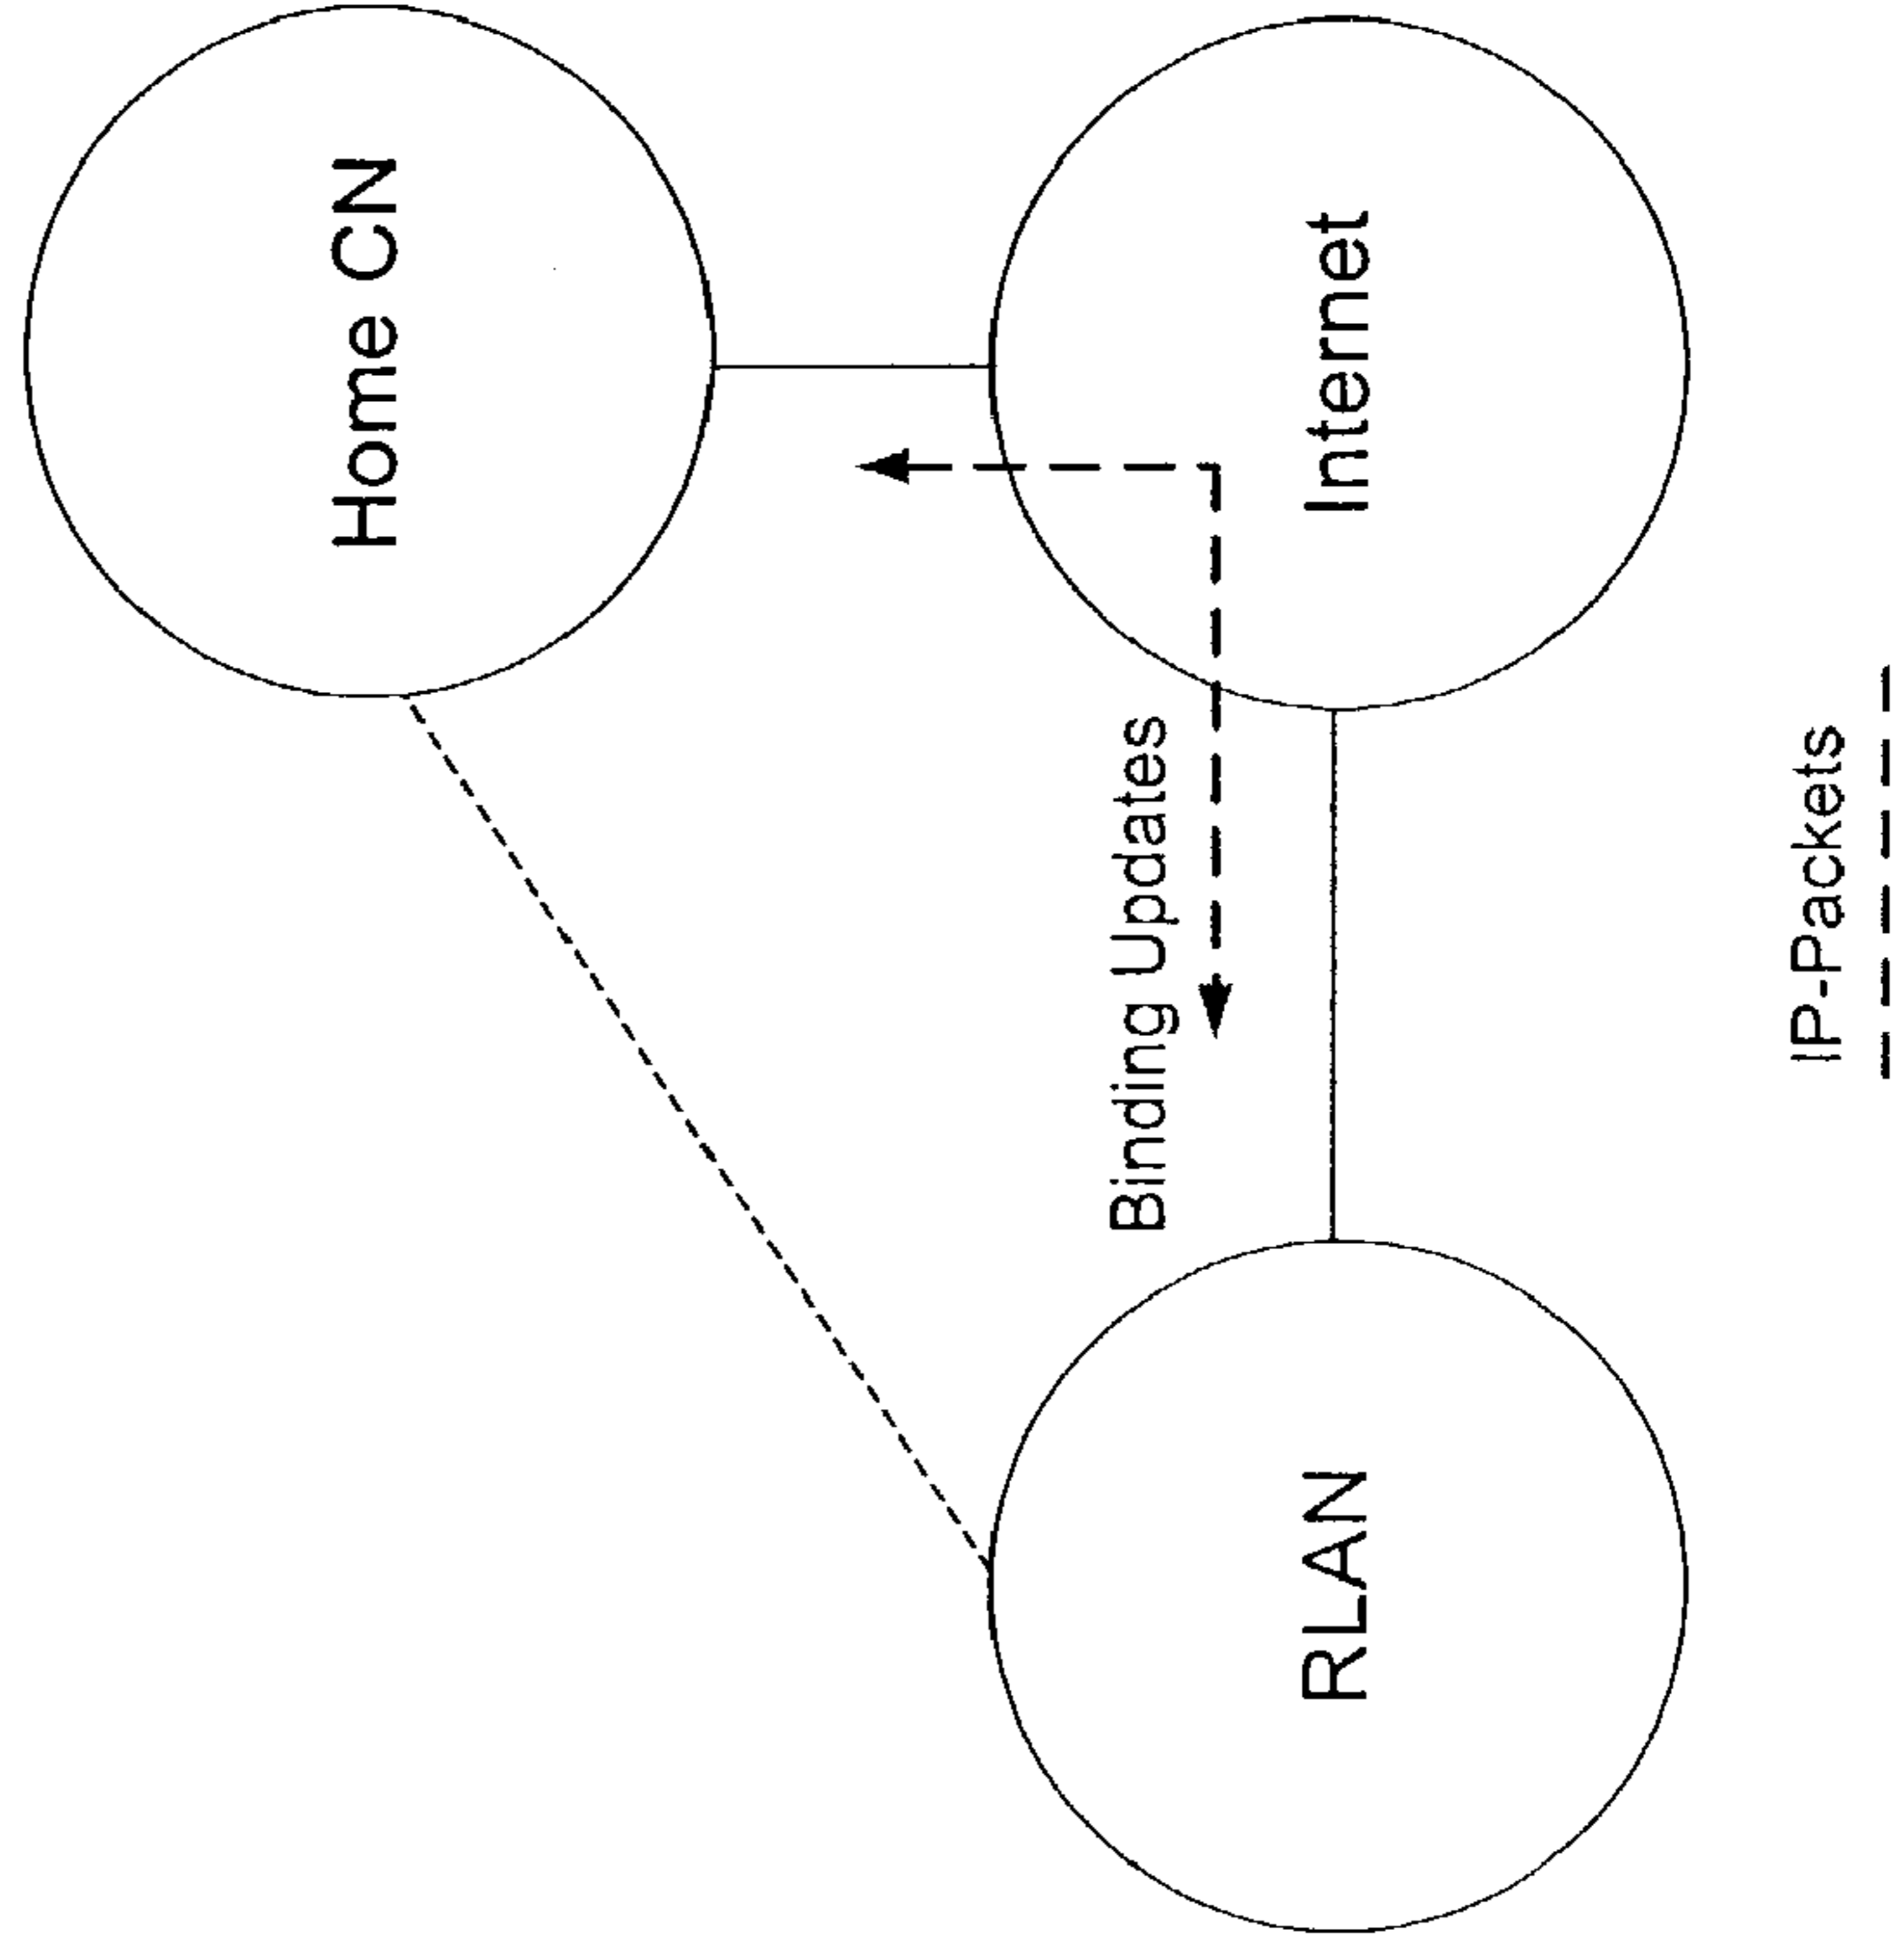 Home CN
Internet
Binding Updates
RLAN
IP-Packets